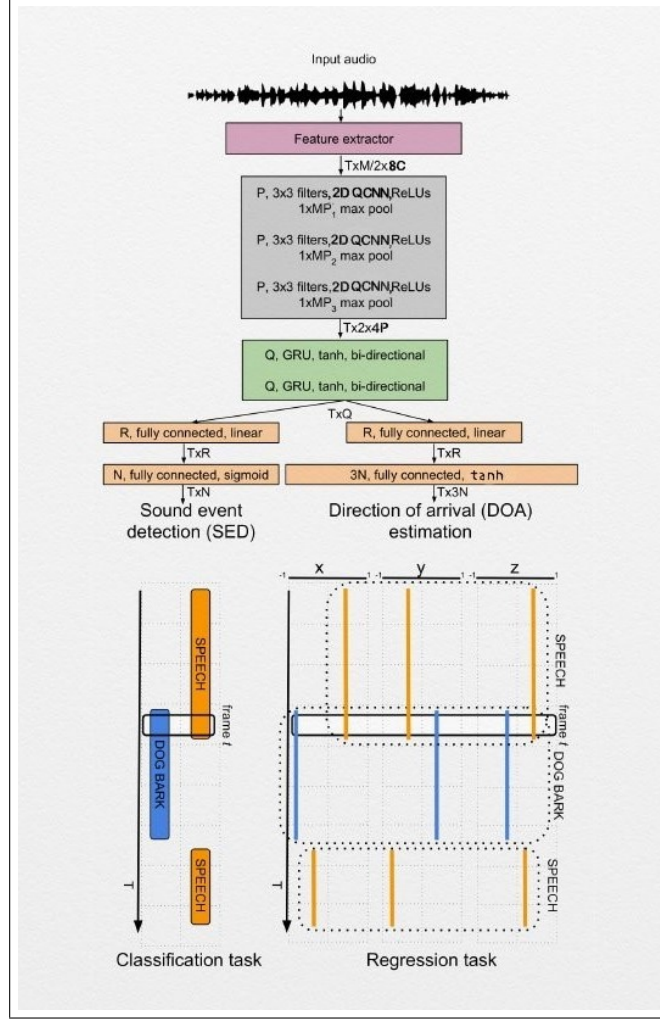 Input audio
Feature extractor
TxM/2x8C
P, 3x3 filters,2D QCNN,ReLUs
1xMP1 max pool
P, 3x3 filters,2D QCNN,ReLUs
1xMP2 max pool
P, 3x3 filters,2D QCNN,ReLUs
1xMP3 max pool
Tx2x4P
Q, GRU, tanh, bi-directional
Q, GRU, tanh, bi-directional
TxQ
R, fully connected, linear
R, fully connected, linear
TxR
TxR
N, fully connected, sigmoid
3N, fully connected, tanh
TxN
Tx3N
Sound event
detection (SED)
Direction of arrival (DOA)
estimation
-1 x 1 -1 y 1 -1 z 1
SPEECH
frame t
DOG BARK
SPEECH
T
SPEECH
frame t
DOG BARK
SPEECH
T
Classification task
Regression task